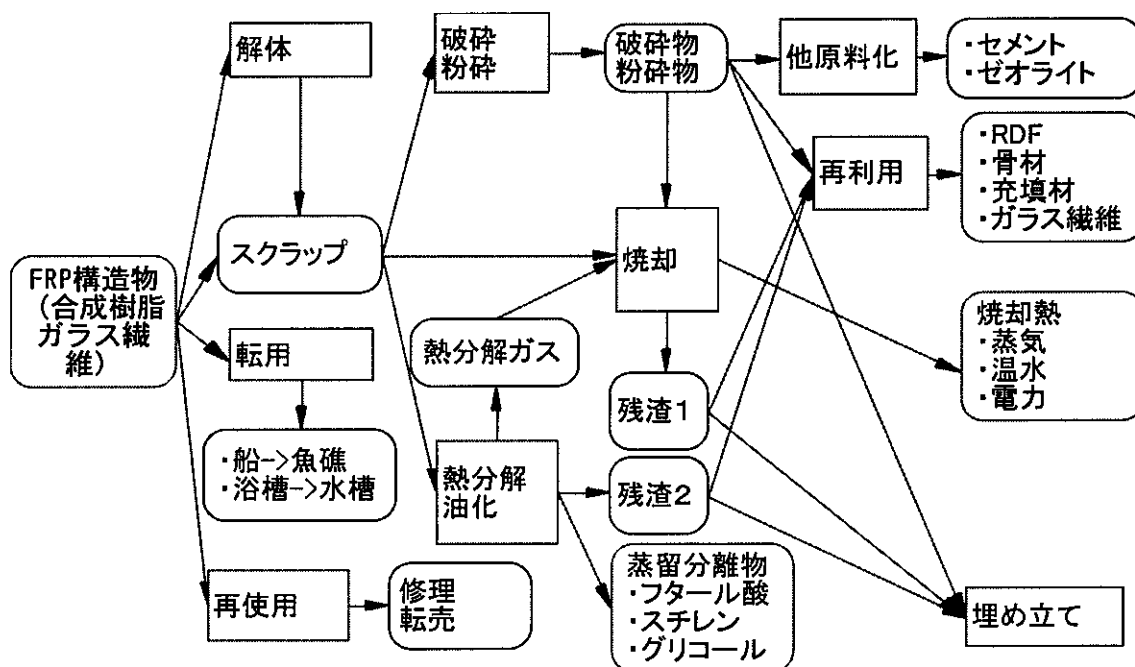 解体
破砕
粉砕
破砕物
粉砕物
他原料化
・セメント
・ゼオライト
・RDF
・骨材
・充填材
・ガラス繊維
再利用
スクラップ
焼却
FRP構造物
（合成樹脂
ガラス繊
維）
転用
熱分解ガス
焼却熱
・蒸気
・温水
・電力
残渣１
・船->魚礁
・浴槽->水槽
熱分解
油化
残渣２
蒸留分離物
・フタール酸
・スチレン
・グリコール
再使用
修理
転売
埋め立て